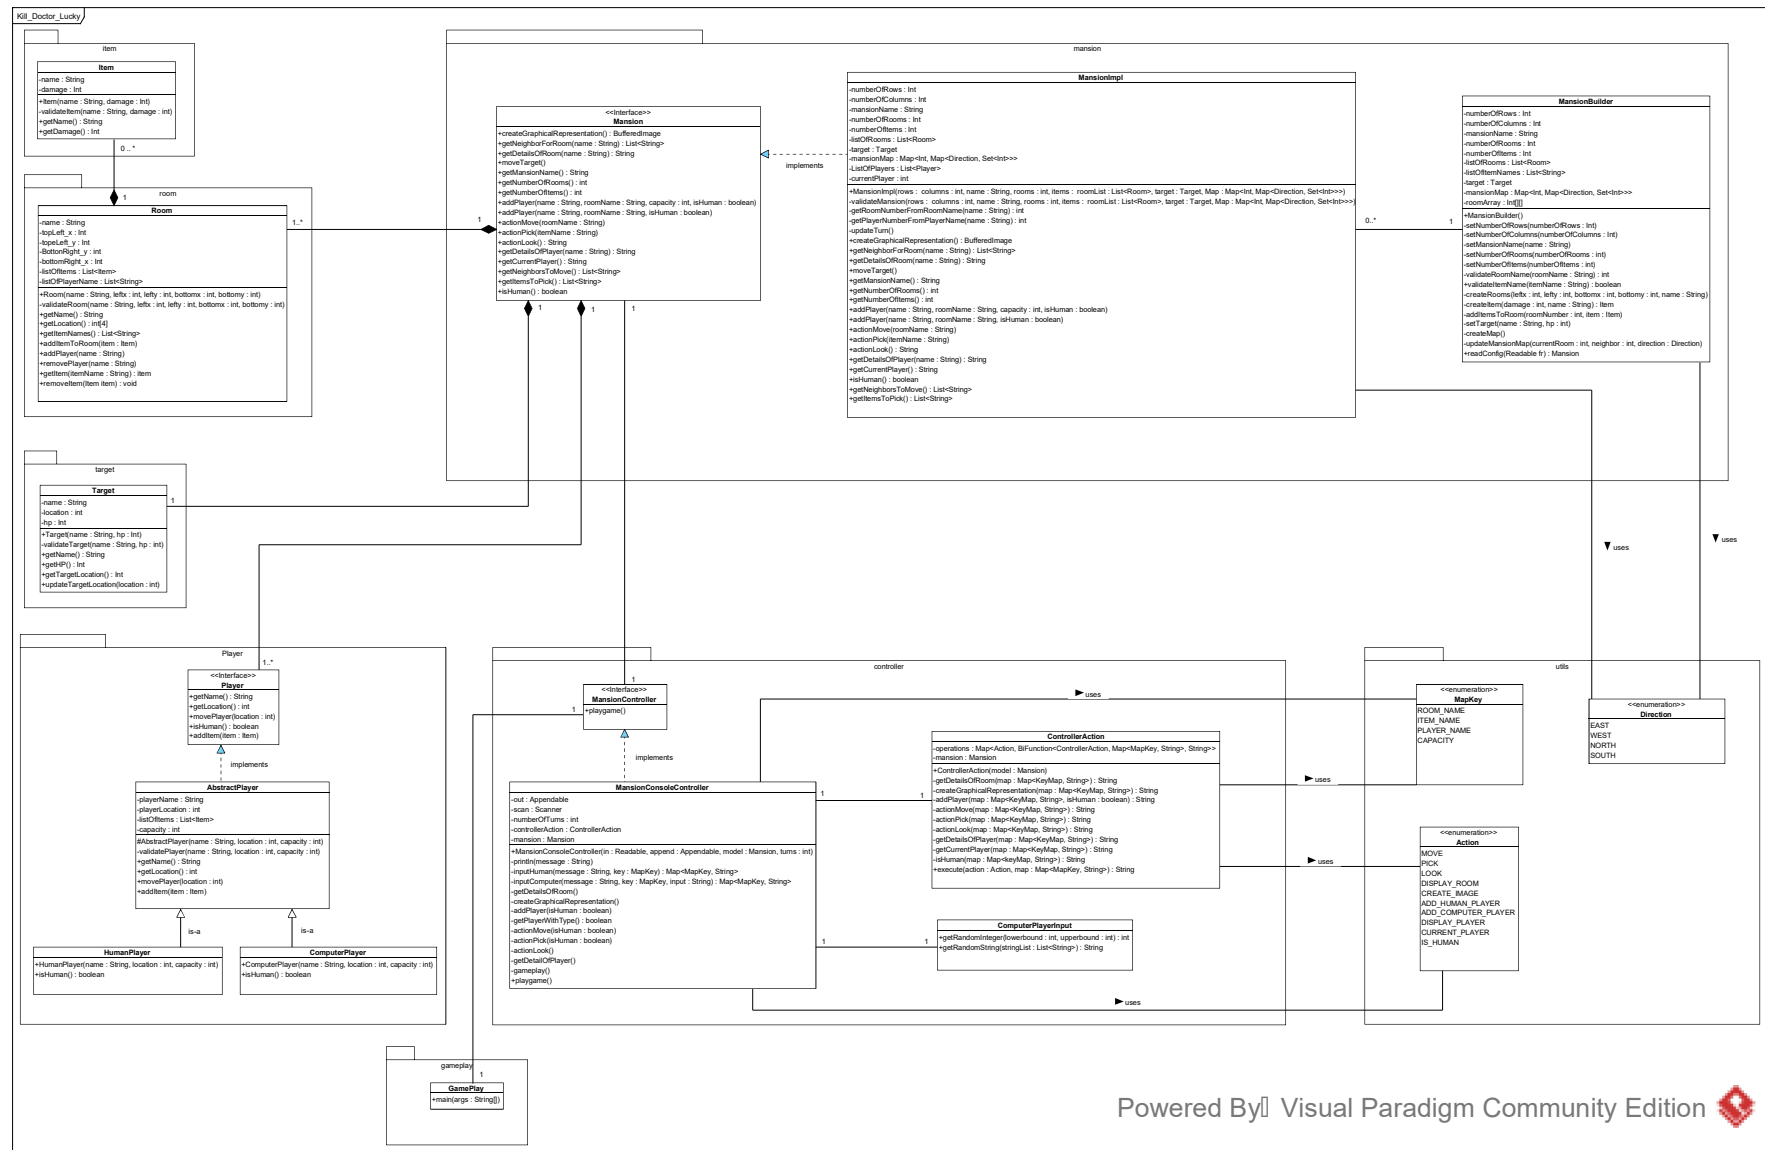 Kill_Doctor_Lucky
item
Item
-name : String
-damage : Int
+Item(name : String, damage : Int)
-validateItem(name : String, damage : int)
+getName() : String
+getDamage() : Int
0 .. *
1
room
Room
-name : String
-topLeft_x : Int
-topeLeft_y : Int
-BottonRight_y : int
-bottomRight_x : Int
-listOfItems : List<Item>
-listOfPlayerName : List<String>
+Room(name : String, leftx : int, lefty : int, bottomx : int, bottomy : int)
-validateRoom(name : String, leftx : int, lefty : int, bottomx : int, bottomy : int)
+getName() : String
+getLocation() : int[4]
+getItemNames() : List<String>
+addItemToRoom(item : Item)
+addPlayer(name : String)
+removePlayer(name : String)
+getItem(itemName : String) : item
+removeItem(Item item) : void
1..*
1
mansion
<<Interface>>
Mansion
+createGraphicalRepresentation() : BufferedImage
+getNeighborForRoom(name : String) : List<String>
+getDetailsOfRoom(name : String) : String
+moveTarget()
+getMansionName() : String
+getNumberOfRooms() : int
+getNumberOfItems() : int
+addPlayer(name : String, roomName : String, capacity : int, isHuman : boolean)
+addPlayer(name : String, roomName : String, isHuman : boolean)
+actionMove(roomName : String)
+actionPick(itemName : String)
+actionLook() : String
+getDetailsOfPlayer(name : String) : String
+getCurrentPlayer() : String
+getNeighborsToMove() : List<String>
+getItemsToPick() : List<String>
+isHuman() : boolean
1
1
1
implements
MansionImpl
-numberOfRows : Int
-numberOfColumns : Int
-mansionName : String
-numberOfRooms : Int
-numberOfItems : Int
-listOfRooms : List<Room>
-target : Target
-mansionMap : Map<Int, Map<Direction, Set<Int>>>
-ListOfPlayers : List<Player>
-currentPlayer : int
+MansionImpl(rows : columns : int, name : String, rooms : int, items : roomList : List<Room>, target : Target, Map : Map<Int, Map<Direction, Set<Int>>>)
-validateMansion(rows : columns : int, name : String, rooms : int, items : roomList : List<Room>, target : Target, Map : Map<Int, Map<Direction, Set<Int>>>)
-getRoomNumberFromRoomName(name : String) : int
-getPlayerNumberFromPlayerName(name : String) : int
-updateTurn()
+createGraphicalRepresentation() : BufferedImage
+getNeighborForRoom(name : String) : List<String>
+getDetailsOfRoom(name : String) : String
+moveTarget()
+getMansionName() : String
+getNumberOfRooms() : int
+getNumberOfItems() : int
+addPlayer(name : String, roomName : String, capacity : int, isHuman : boolean)
+addPlayer(name : String, roomName : String, isHuman : boolean)
+actionMove(roomName : String)
+actionPick(itemName : String)
+actionLook() : String
+getDetailsOfPlayer(name : String) : String
+getCurrentPlayer() : String
+isHuman() : boolean
+getNeighborsToMove() : List<String>
+getItemsToPick() : List<String>
0..*
1
MansionBuilder
-numberOfRows : Int
-numberOfColumns : Int
-mansionName : String
-numberOfRooms : Int
-numberOfItems : Int
-listOfRooms : List<Room>
-listOfItemNames : List<String>
-target : Target
-mansionMap : Map<Int, Map<Direction, Set<Int>>>
-roomArray : Int[][]
+MansionBuilder()
-setNumberOfRows(numberOfRows : Int)
-setNumberOfColumns(numberOfColumns : Int)
-setMansionName(name : String)
-setNumberOfRooms(numberOfRooms : int)
-setNumberOfItems(numberOfItems : int)
-validateRoomName(roomName : String) : int
+validateItemName(itemName : String) : boolean
-createRooms(leftx : int, lefty : int, bottomx : int, bottomy : int, name : String)
-createItem(damage : int, name : String) : Item
-addItemsToRoom(roomNumber : int, item : Item)
-setTarget(name : String, hp : int)
-createMap()
-updateMansionMap(currentRoom : int, neighbor : int, direction : Direction)
+readConfig(Readable fr) : Mansion
target
Target
-name : String
-location : int
-hp : Int
+Target(name : String, hp : Int)
-validateTarget(name : String, hp : int)
+getName() : String
+getHP() : Int
+getTargetLocation() : Int
+updateTargetLocation(location : int)
1
uses
uses
Player
1..*
<<Interface>>
Player
+getName() : String
+getLocation() : int
+movePlayer(location : int)
+isHuman() : boolean
+addItem(item : Item)
implements
AbstractPlayer
-playerName : String
-playerLocation : int
-listOfItems : List<Item>
-capacity : int
#AbstractPlayer(name : String, location : int, capacity : int)
-validatePlayer(name : String, location : int, capacity : int)
+getName() : String
+getLocation() : int
+movePlayer(location : int)
+addItem(item : Item)
is-a
is-a
HumanPlayer
+HumanPlayer(name : String, location : int, capacity : int)
+isHuman() : boolean
ComputerPlayer
+ComputerPlayer(name : String, location : int, capacity : int)
+isHuman() : boolean
controller
1
<<Interface>>
MansionController
+playgame()
1
implements
MansionConsoleController
-out : Appendable
-scan : Scanner
-numberOfTurns : int
-controllerAction : ControllerAction
-mansion : Mansion
+MansionConsoleController(in : Readable, append : Appendable, model : Mansion, turns : int)
-println(message : String)
-inputHuman(message : String, key : MapKey) : Map<MapKey, String>
-inputComputer(message : String, key : MapKey, input : String) : Map<MapKey, String>
-getDetailsOfRoom()
-createGraphicalRepresentation()
-addPlayer(isHuman : boolean)
-getPlayerWithType() : boolean
-actionMove(isHuman : boolean)
-actionPick(isHuman : boolean)
-actionLook()
-getDetailOfPlayer()
-gameplay()
+playgame()
1
1
1
1
uses
ControllerAction
-operations : Map<Action, BiFunction<ControllerAction, Map<MapKey, String>, String>>
-mansion : Mansion
+ControllerAction(model : Mansion)
-getDetailsOfRoom(map : Map<KeyMap, String>) : String
-createGraphicalRepresentation(map : Map<KeyMap, String>) : String
-addPlayer(map : Map<KeyMap, String>, isHuman : boolean) : String
-actionMove(map : Map<KeyMap, String>) : String
-actionPick(map : Map<KeyMap, String>) : String
-actionLook(map : Map<KeyMap, String>) : String
-getDetailsOfPlayer(map : Map<KeyMap, String>) : String
-getCurrentPlayer(map : Map<KeyMap, String>) : String
-isHuman(map : Map<keyMap, String>) : String
+execute(action : Action, map : Map<MapKey, String>) : String
ComputerPlayerInput
+getRandomInteger(lowerbound : int, upperbound : int) : int
+getRandomString(stringList : List<String>) : String
uses
uses
uses
utils
<<enumeration>>
MapKey
ROOM_NAME
ITEM_NAME
PLAYER_NAME
CAPACITY
<<enumeration>>
Direction
EAST
WEST
NORTH
SOUTH
<<enumeration>>
Action
MOVE
PICK
LOOK
DISPLAY_ROOM
CREATE_IMAGE
ADD_HUMAN_PLAYER
ADD_COMPUTER_PLAYER
DISPLAY_PLAYER
CURRENT_PLAYER
IS_HUMAN
gameplay
1
GamePlay
+main(args : String[])
Powered By Visual Paradigm Community Edition